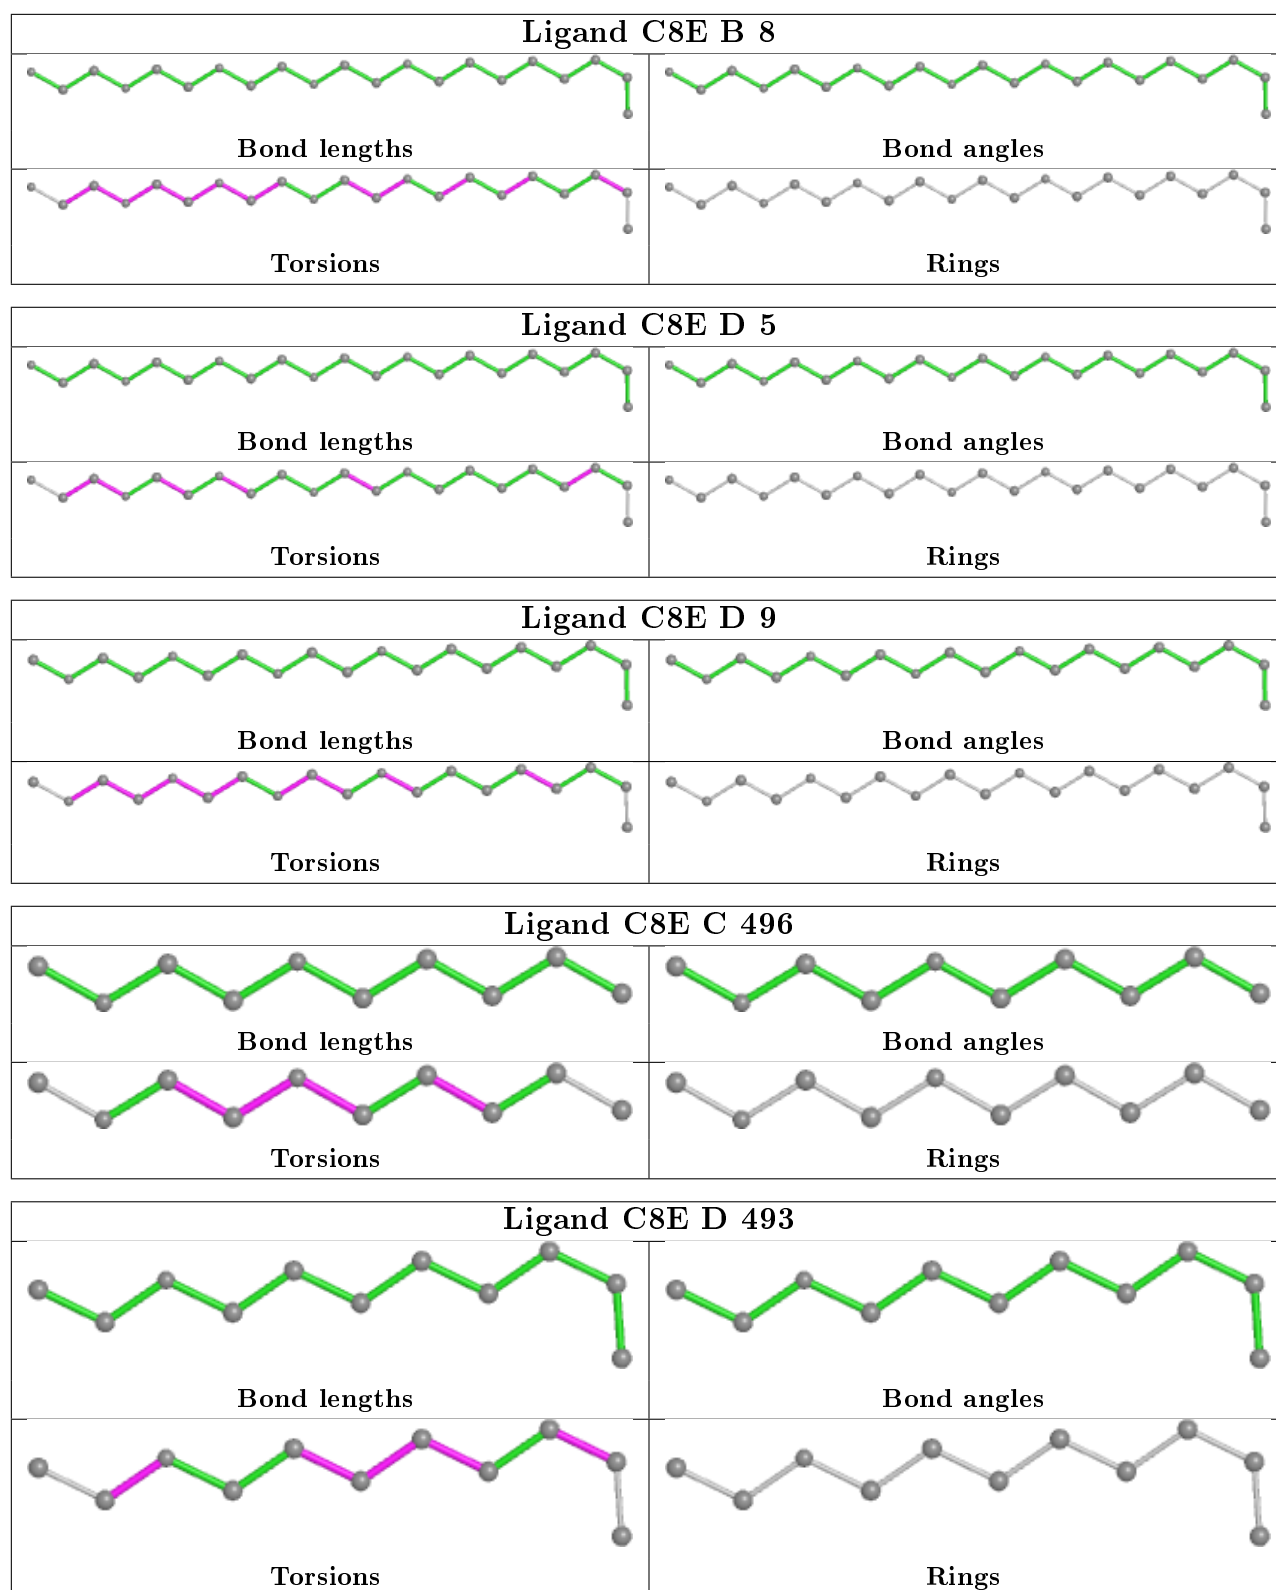 Ligand C8E B 8
Bond lengths
Bond angles
Torsions
Rings
Ligand C8E D 5
Bond lengths
Bond angles
Torsions
Rings
Ligand C8E D 9
Bond lengths
Bond angles
Torsions
Rings
Ligand C8E C 496
Bond lengths
Bond angles
Torsions
Rings
Ligand C8E D 493
Bond lengths
Bond angles
Torsions
Rings